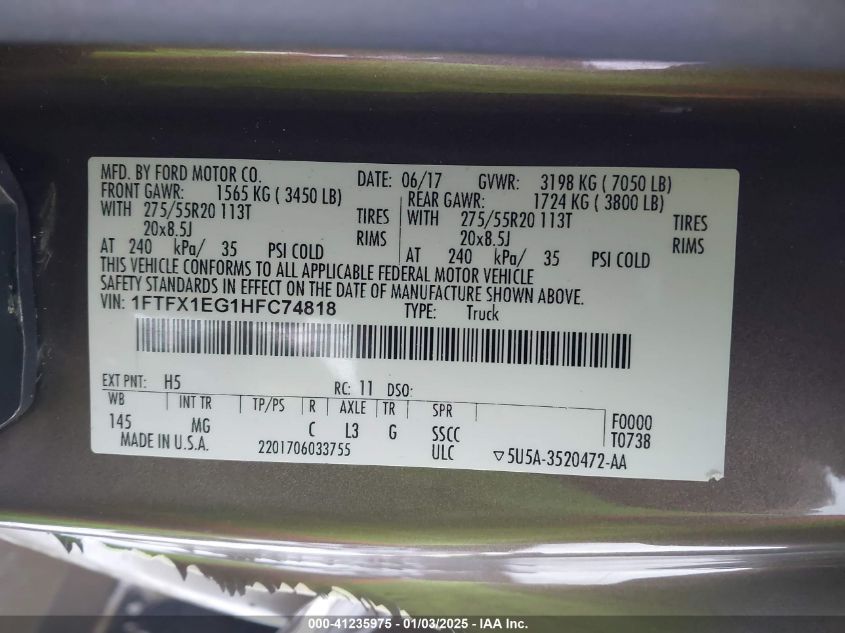 MFD. BY FORD MOTOR CO. DATE: 06/17 GVWR: 3198 KG ( 7050 LB)
FRONT GAWR: 1565 KG ( 3450 LB) REAR GAWR: 1724 KG ( 3800 LB)
WITH 275/55R20 113T TIRES WITH 275/55R20 113T TIRES
20x8.5J RIMS 20x8.5J RIMS
AT 240 kPa/ 35 PSI COLD AT 240 kPa/ 35 PSI COLD
THIS VEHICLE CONFORMS TO ALL APPLICABLE FEDERAL MOTOR VEHICLE
SAFETY STANDARDS IN EFFECT ON THE DATE OF MANUFACTURE SHOWN ABOVE.
VIN: 1FTFX1EG1HFC74818 TYPE: Truck
EXT PNT: H5 RC: 11 DSO:
WB INT TR TP/PS R AXLE TR SPR F0000
145 MG C L3 G SSCC T0738
MADE IN U.S.A. 2201706033755 ULC ▽5U5A-3520472-AA
000-41235975 - 01/03/2025 - IAA Inc.